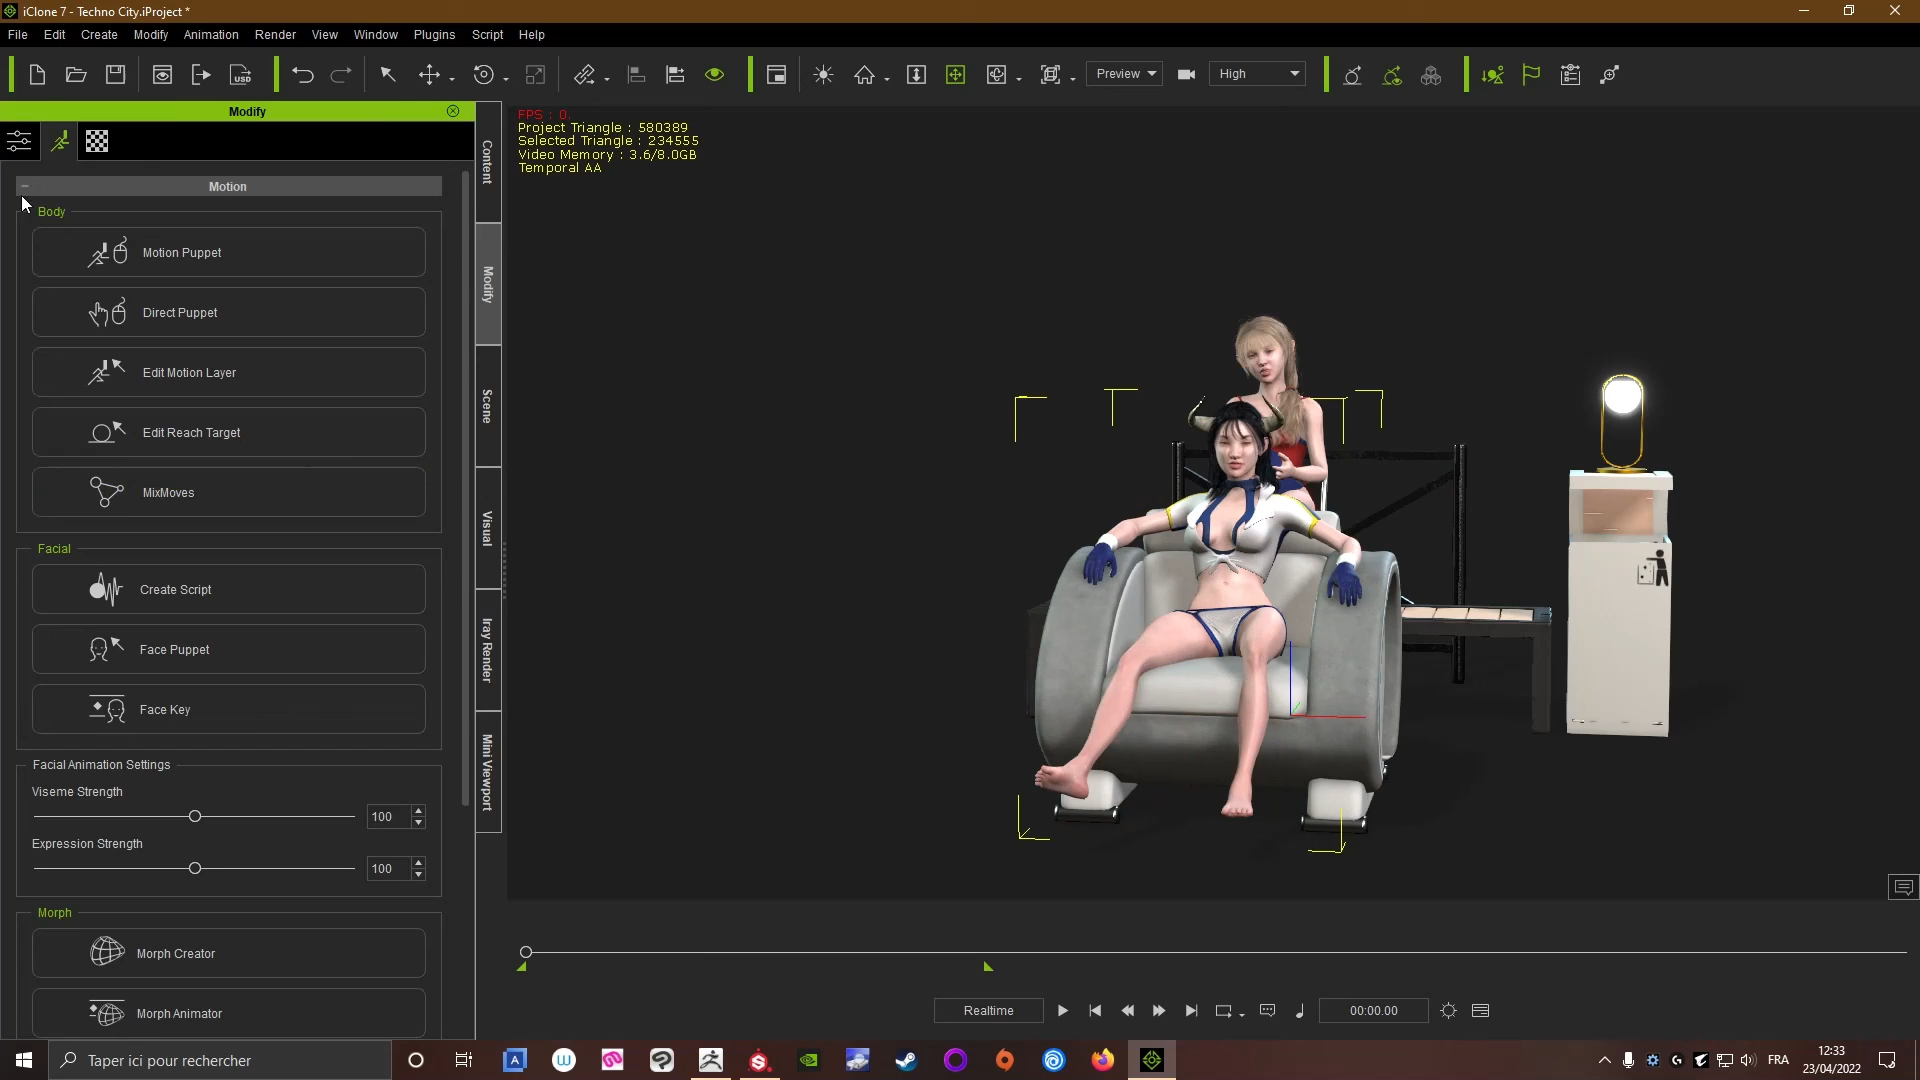 iClone 7 - Techno City.iProject *
File Edit Create Modify Animation Render View Window Plugins Script Help
Preview High
Modify
Content
Modify
Scene
Visual
Iray Render
Mini Viewport
FPS : 0.
Project Triangle : 580389
Selected Triangle : 234555
Video Memory : 3.6/8.0GB
Temporal AA
Motion
Body
Motion Puppet
Direct Puppet
Edit Motion Layer
Edit Reach Target
MixMoves
Facial
Create Script
Face Puppet
Face Key
Facial Animation Settings
Viseme Strength
100
Expression Strength
100
Morph
Morph Creator
Morph Animator
Realtime 00:00.00
Taper ici pour rechercher
FRA
12:33
23/04/2022